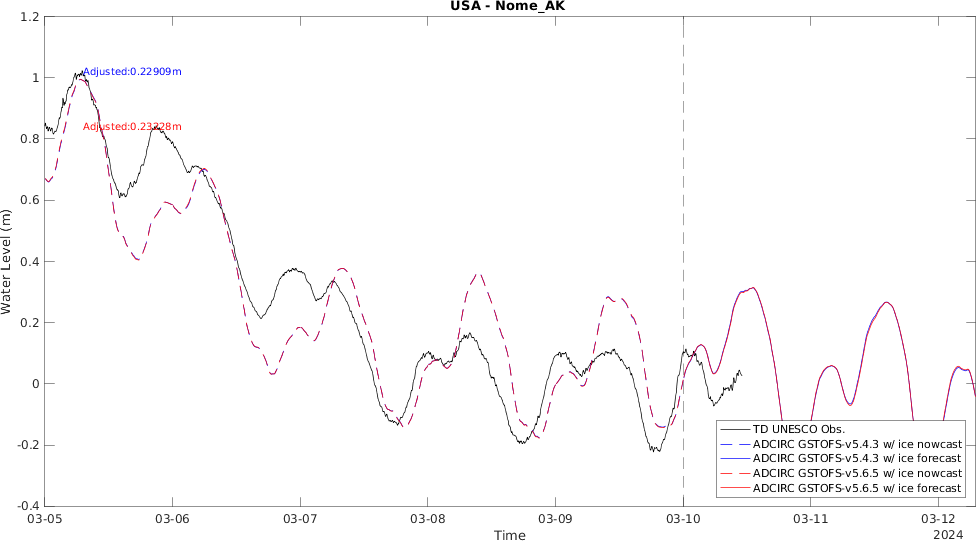 USA - Nome_AK
1.2
1
0.8
0.6
0.4
0.2
0
-0.2
-0.4
Water Level (m)
Adjusted:0.22909m
Adjusted:0.23328m
TD UNESCO Obs.
ADCIRC GSTOFS-v5.4.3 w/ ice nowcast
ADCIRC GSTOFS-v5.4.3 w/ ice forecast
ADCIRC GSTOFS-v5.6.5 w/ ice nowcast
ADCIRC GSTOFS-v5.6.5 w/ ice forecast
03-05 03-06 03-07 03-08 03-09 03-10 03-11 03-12
Time
2024